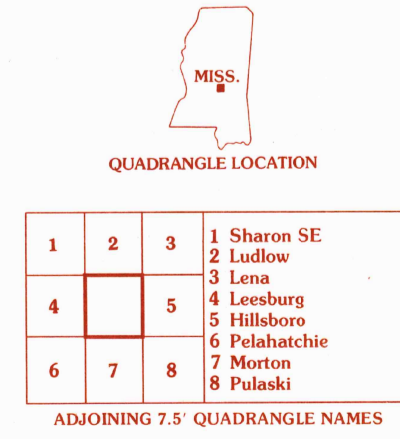 MISS.
QUADRANGLE LOCATION
1 2 3
4 5
6 7 8
1 Sharon SE
2 Ludlow
3 Lena
4 Leesburg
5 Hillsboro
6 Pelahatchie
7 Morton
8 Pulaski
ADJOINING 7.5′ QUADRANGLE NAMES